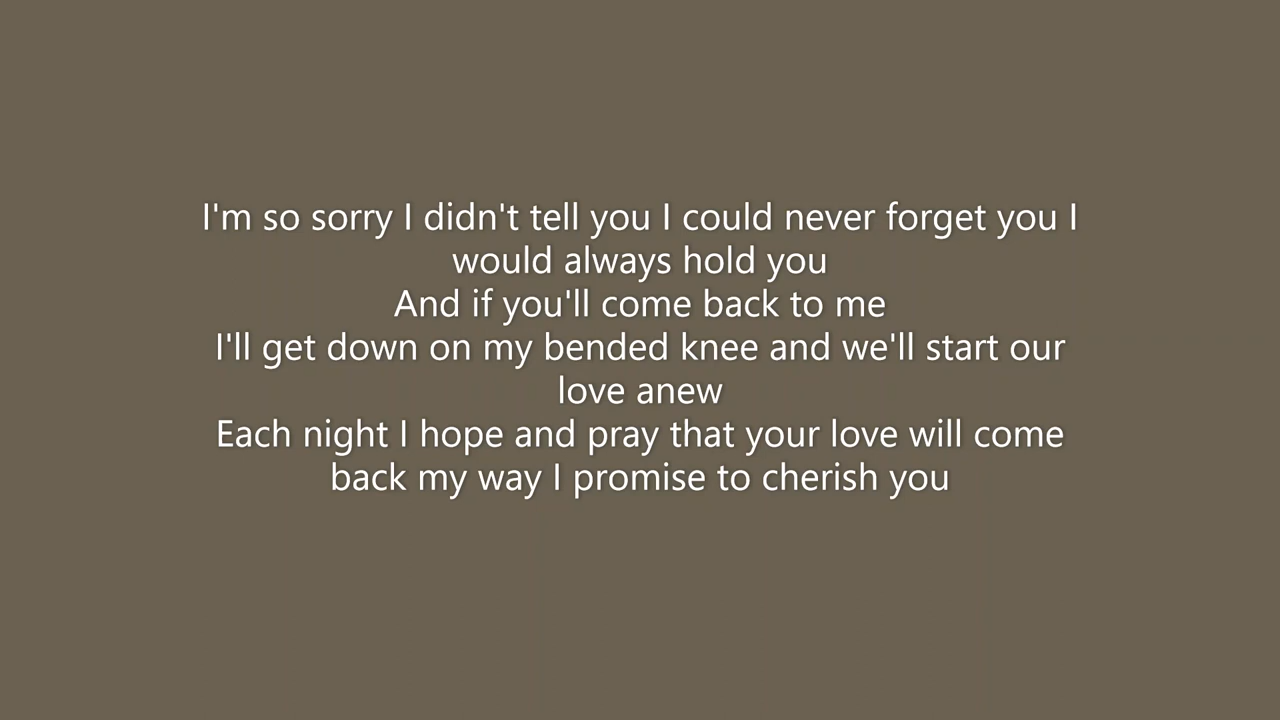 I'm so sorry I didn't tell you I could never forget you I
would always hold you
And if you'll come back to me
I'll get down on my bended knee and we'll start our
love anew
Each night I hope and pray that your love will come
back my way I promise to cherish you